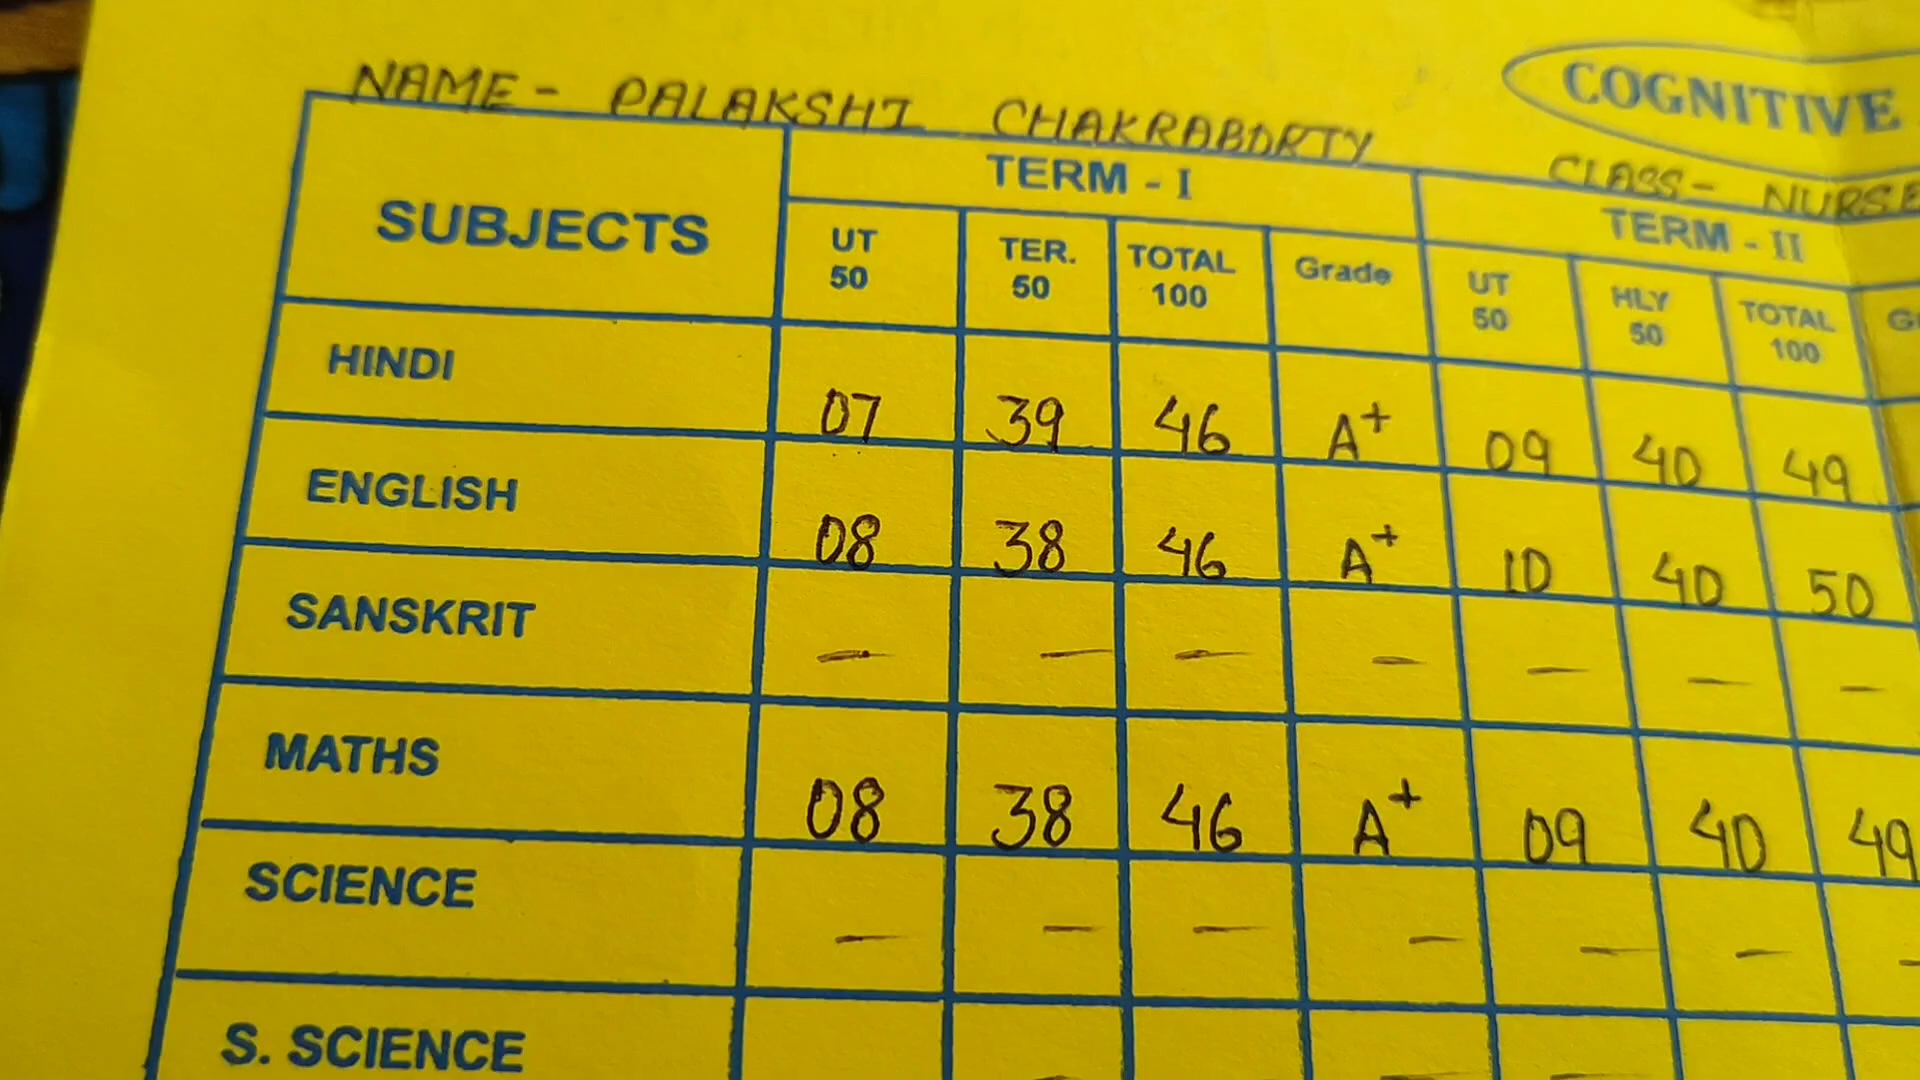 NAME - PALAKSHI CHAKRABORTY
COGNITIVE
CLASS - NURSE
SUBJECTS TERM - I TERM - II
UT 50 TER. 50 TOTAL 100 Grade UT 50 HLY 50 TOTAL 100
HINDI 07 39 46 A+ 09 40 49
ENGLISH 08 38 46 A+ 10 40 50
SANSKRIT — — — — — — —
MATHS 08 38 46 A+ 09 40 49
SCIENCE — — — — — — —
S. SCIENCE